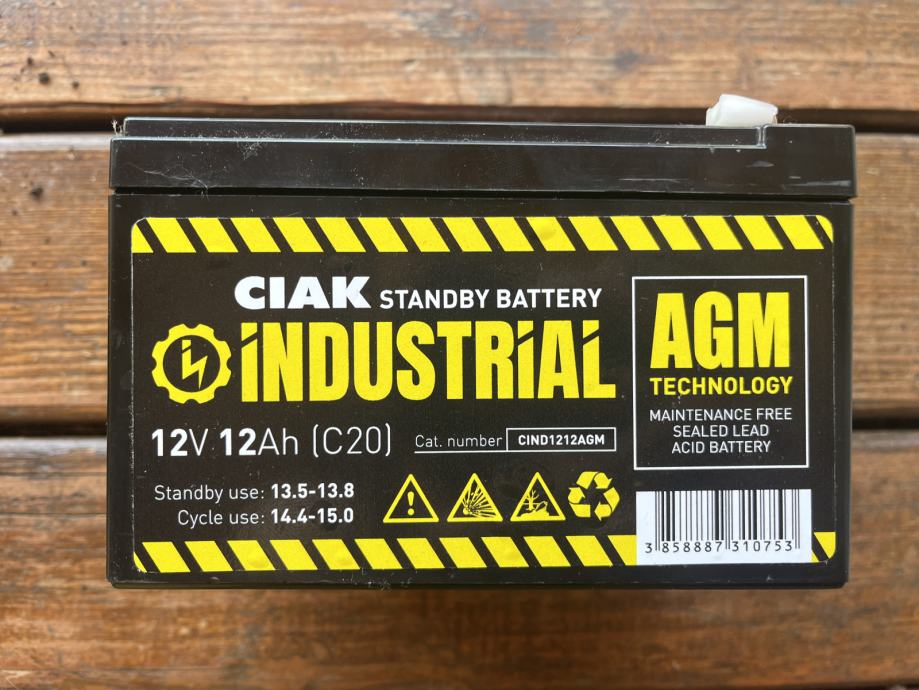 CIAK STANDBY BATTERY
iNDUSTRiAL
12V 12Ah (C20)
Cat. number CIND1212AGM
Standby use: 13.5-13.8
Cycle use: 14.4-15.0
AGM
TECHNOLOGY
MAINTENANCE FREE
SEALED LEAD
ACID BATTERY
3 858887 310753